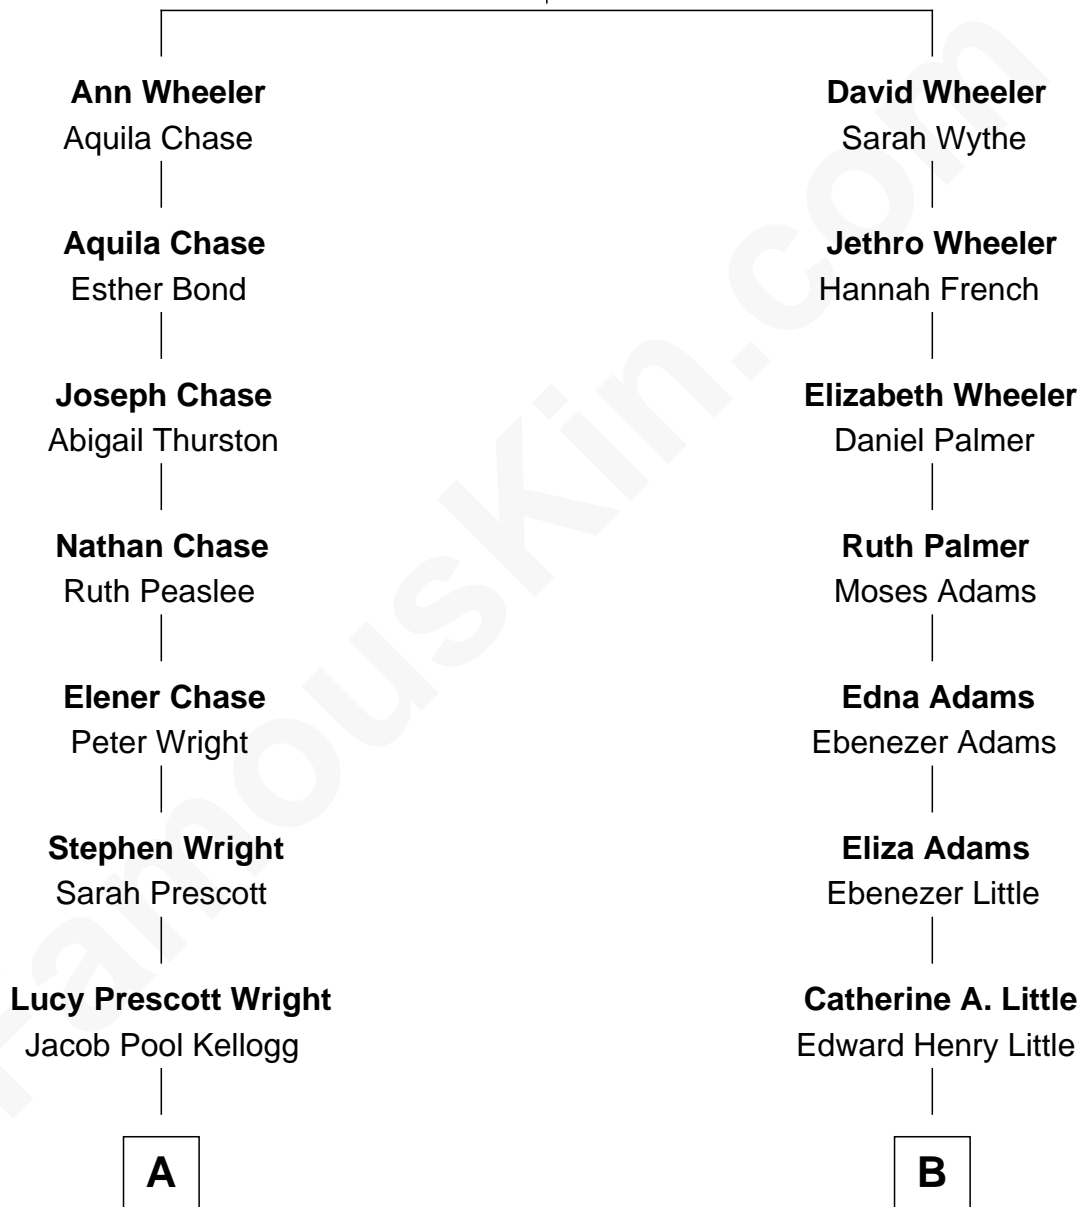 Ann Wheeler
Aquila Chase
Aquila Chase
Esther Bond
Joseph Chase
Abigail Thurston
Nathan Chase
Ruth Peaslee
Elener Chase
Peter Wright
Stephen Wright
Sarah Prescott
Lucy Prescott Wright
Jacob Pool Kellogg
A
David Wheeler
Sarah Wythe
Jethro Wheeler
Hannah French
Elizabeth Wheeler
Daniel Palmer
Ruth Palmer
Moses Adams
Edna Adams
Ebenezer Adams
Eliza Adams
Ebenezer Little
Catherine A. Little
Edward Henry Little
B
FamousKin.com